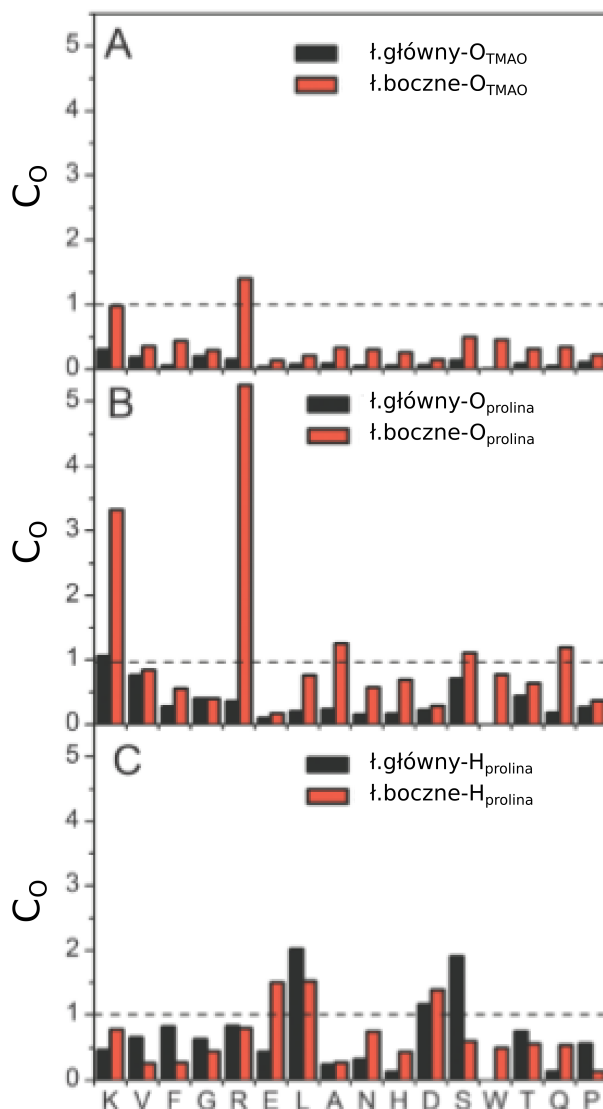 A
ł.główny-O_TMAO
ł.boczne-O_TMAO
5
4
3
2
1
0
C_O
B
ł.główny-O_prolina
ł.boczne-O_prolina
5
4
3
2
1
0
C_O
C
ł.główny-H_prolina
ł.boczne-H_prolina
5
4
3
2
1
0
C_O
K V F G R E L A N H D S W T Q P